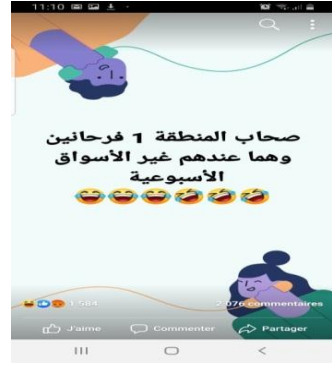 11:10
صحاب المنطقة 1 فرحانين
وهما عندهم غير الأسواق
الأسبوعية
😂😂😂🤣🤣🤣
1 584
2 076 commentaires
J'aime
Commenter
Partager